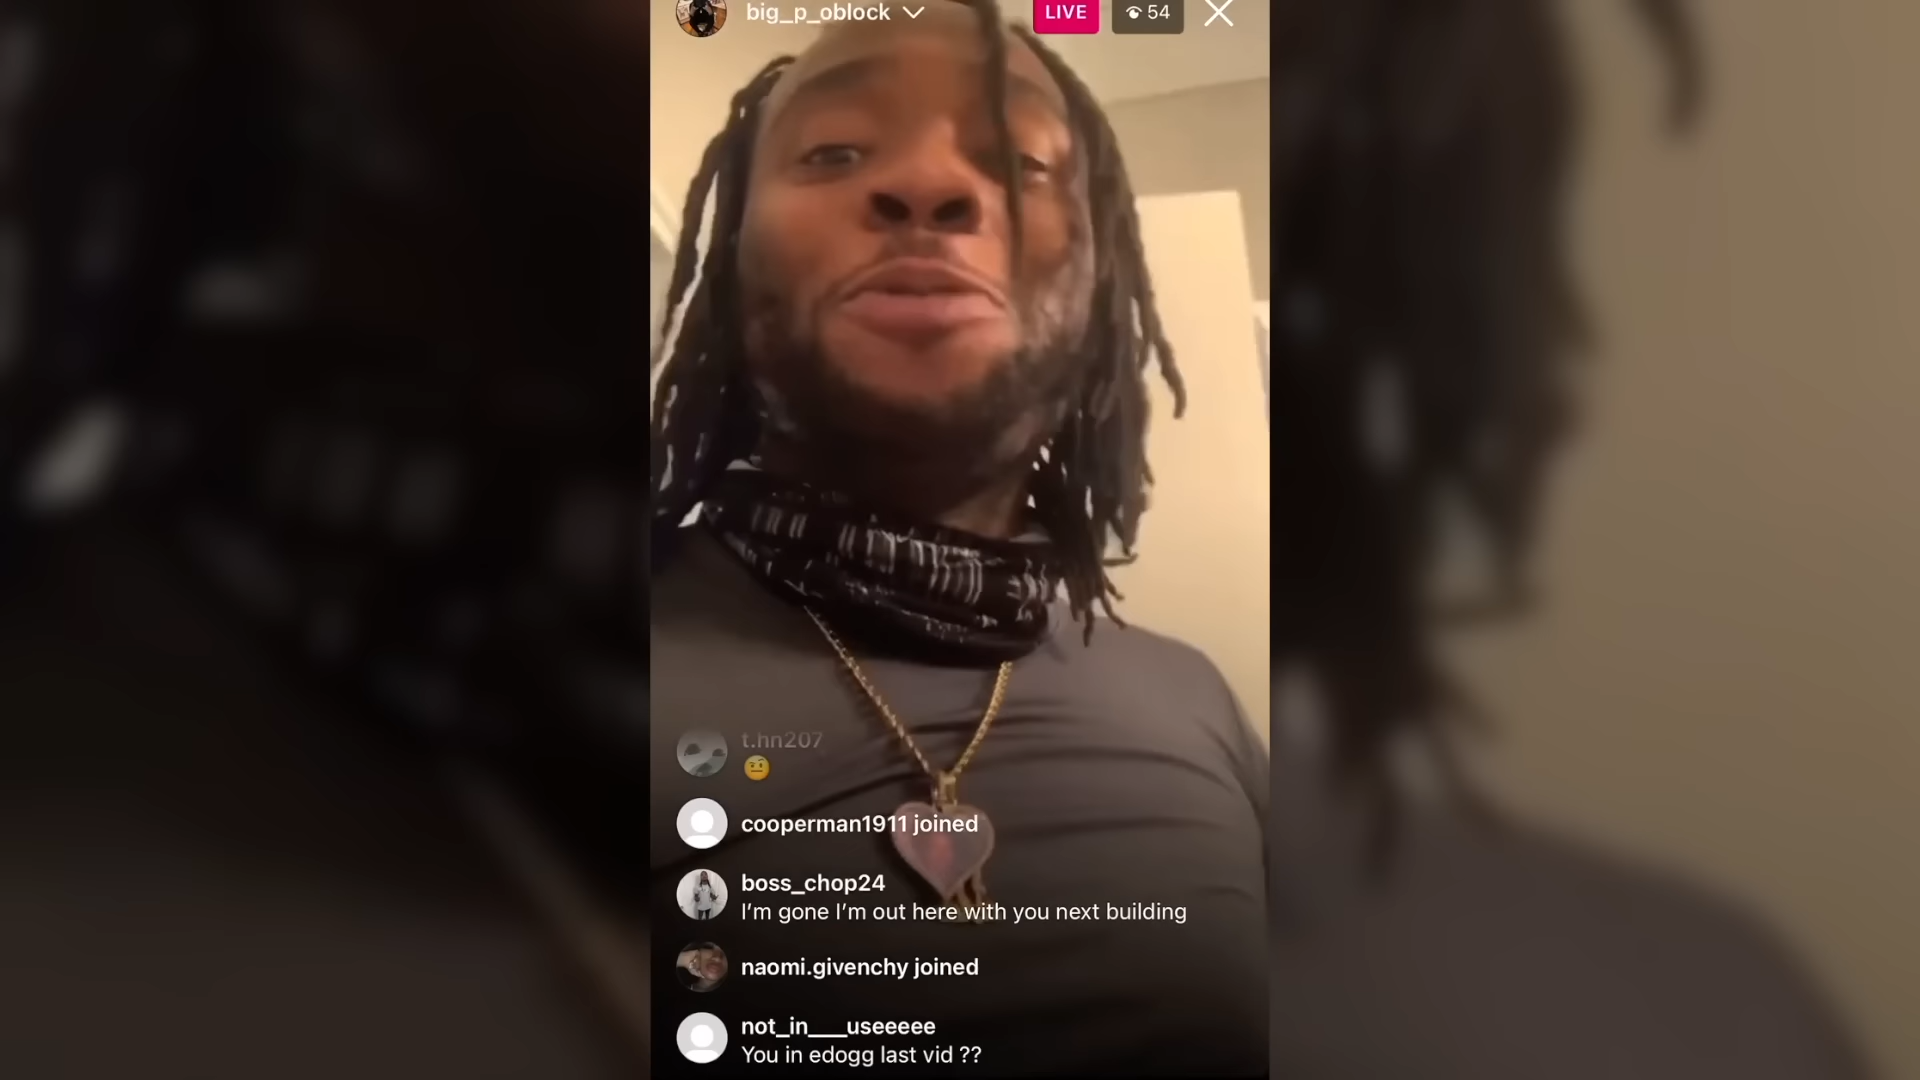 big_p_oblock
LIVE
54
t.hn207
🤨
cooperman1911 joined
boss_chop24
I’m gone I’m out here with you next building
naomi.givenchy joined
not_in___useeeee
You in edogg last vid ??